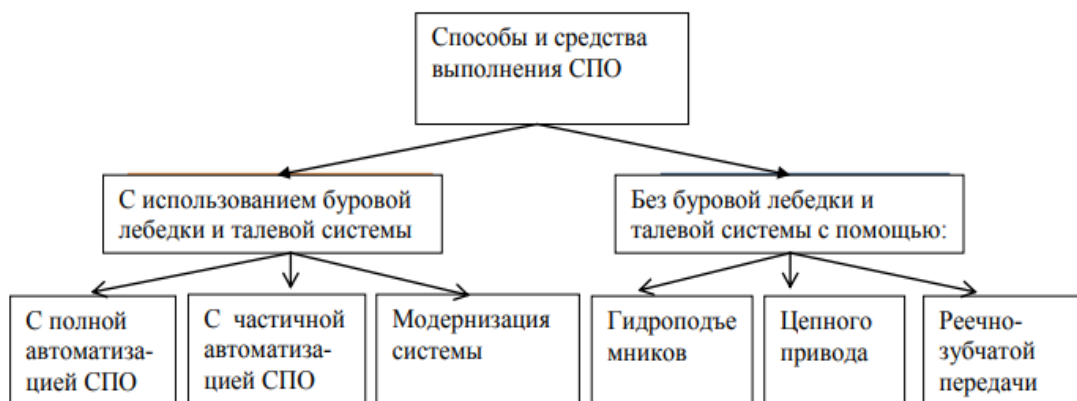 Способы и средства
выполнения СПО
С использованием буровой
лебедки и талевой системы
Без буровой лебедки и
талевой системы с помощью:
С полной
автоматиза-
цией СПО
С частичной
автоматиза-
цией СПО
Модернизация
системы
Гидроподъе
мников
Цепного
привода
Реечно-
зубчатой
передачи